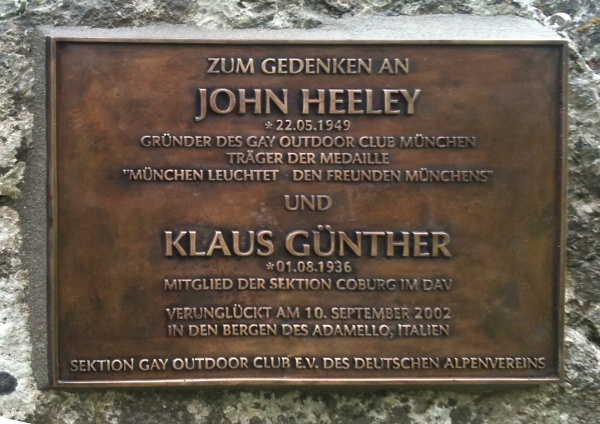 ZUM GEDENKEN AN
JOHN HEELEY
*22.05.1949
GRÜNDER DES GAY OUTDOOR CLUB MÜNCHEN
TRÄGER DER MEDAILLE
"MÜNCHEN LEUCHTET - DEN FREUNDEN MÜNCHENS"
UND
KLAUS GÜNTHER
*01.08.1936
MITGLIED DER SEKTION COBURG IM DAV
VERUNGLÜCKT AM 10. SEPTEMBER 2002
IN DEN BERGEN DES ADAMELLO, ITALIEN
SEKTION GAY OUTDOOR CLUB E.V. DES DEUTSCHEN ALPENVEREINS